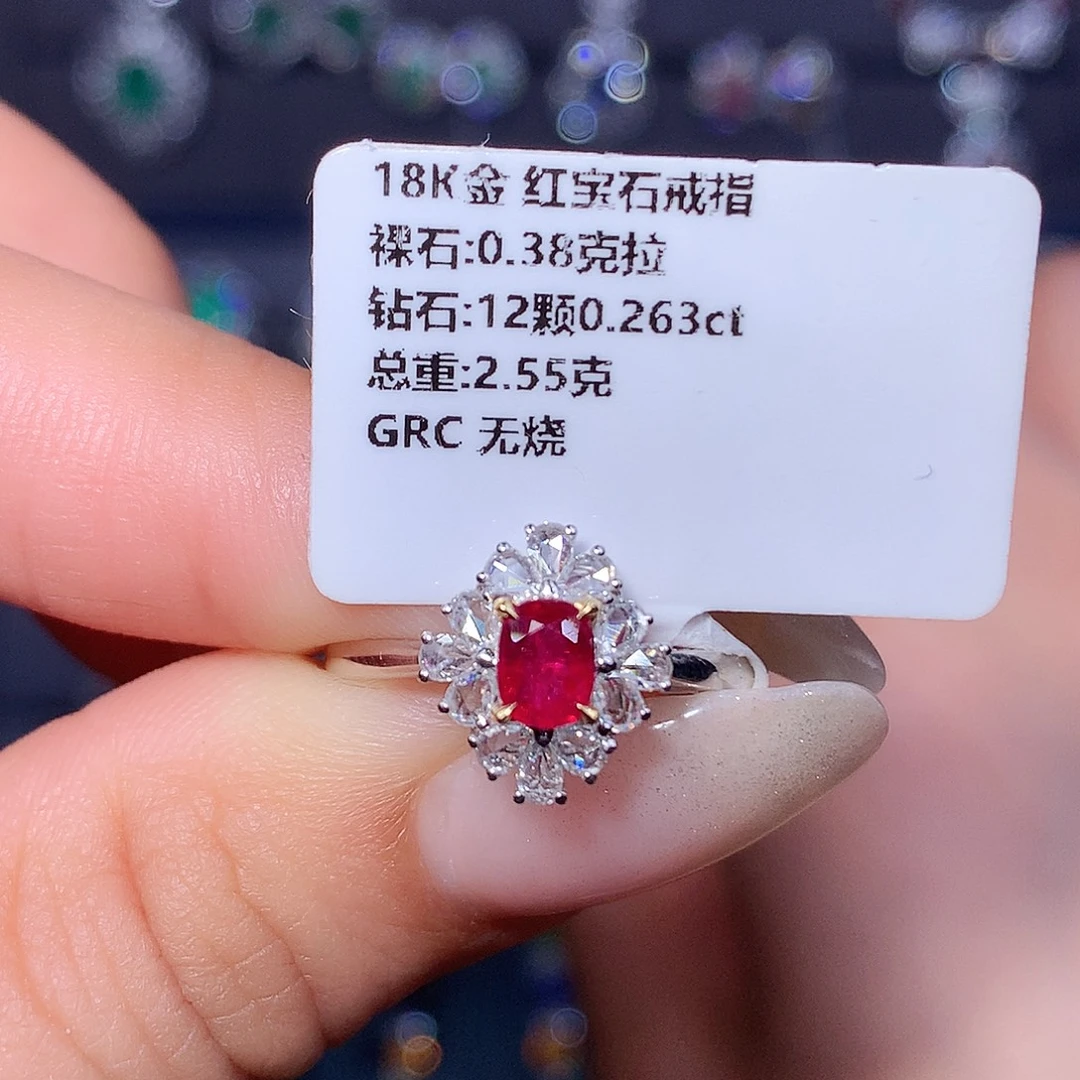 18K金 红宝石戒指
裸石:0.38克拉
钻石:12颗0.263ct
总重:2.55克
GRC 无烧